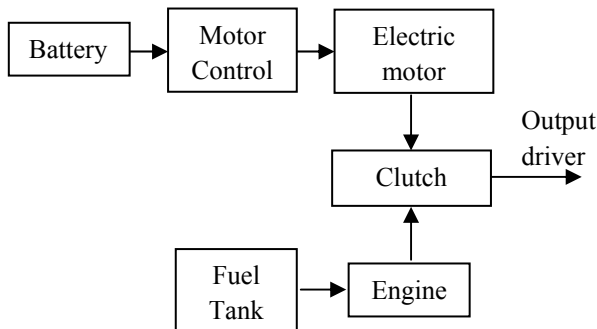 Battery
Motor
Control
Electric
motor
Output
driver
Clutch
Fuel
Tank
Engine